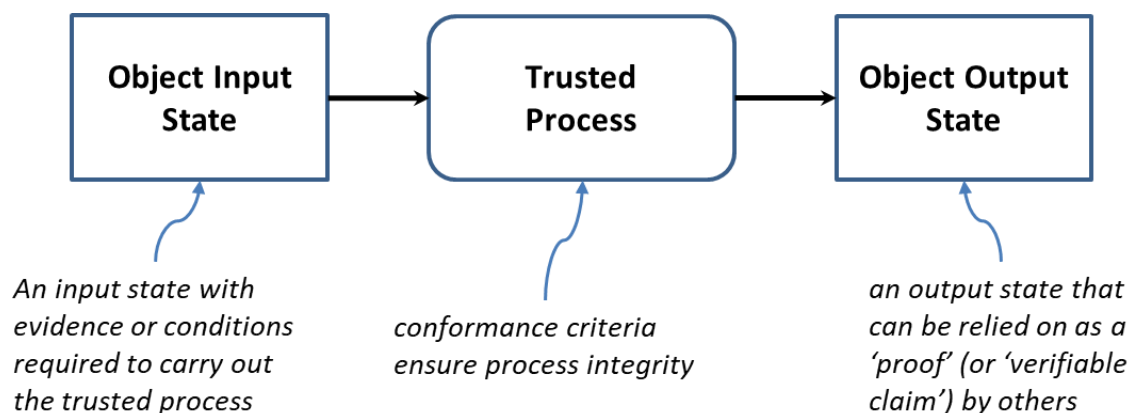 Object Input
State
Trusted
Process
Object Output
State
An input state with
evidence or conditions
required to carry out
the trusted process
conformance criteria
ensure process integrity
an output state that
can be relied on as a
‘proof’ (or ‘verifiable
claim’) by others